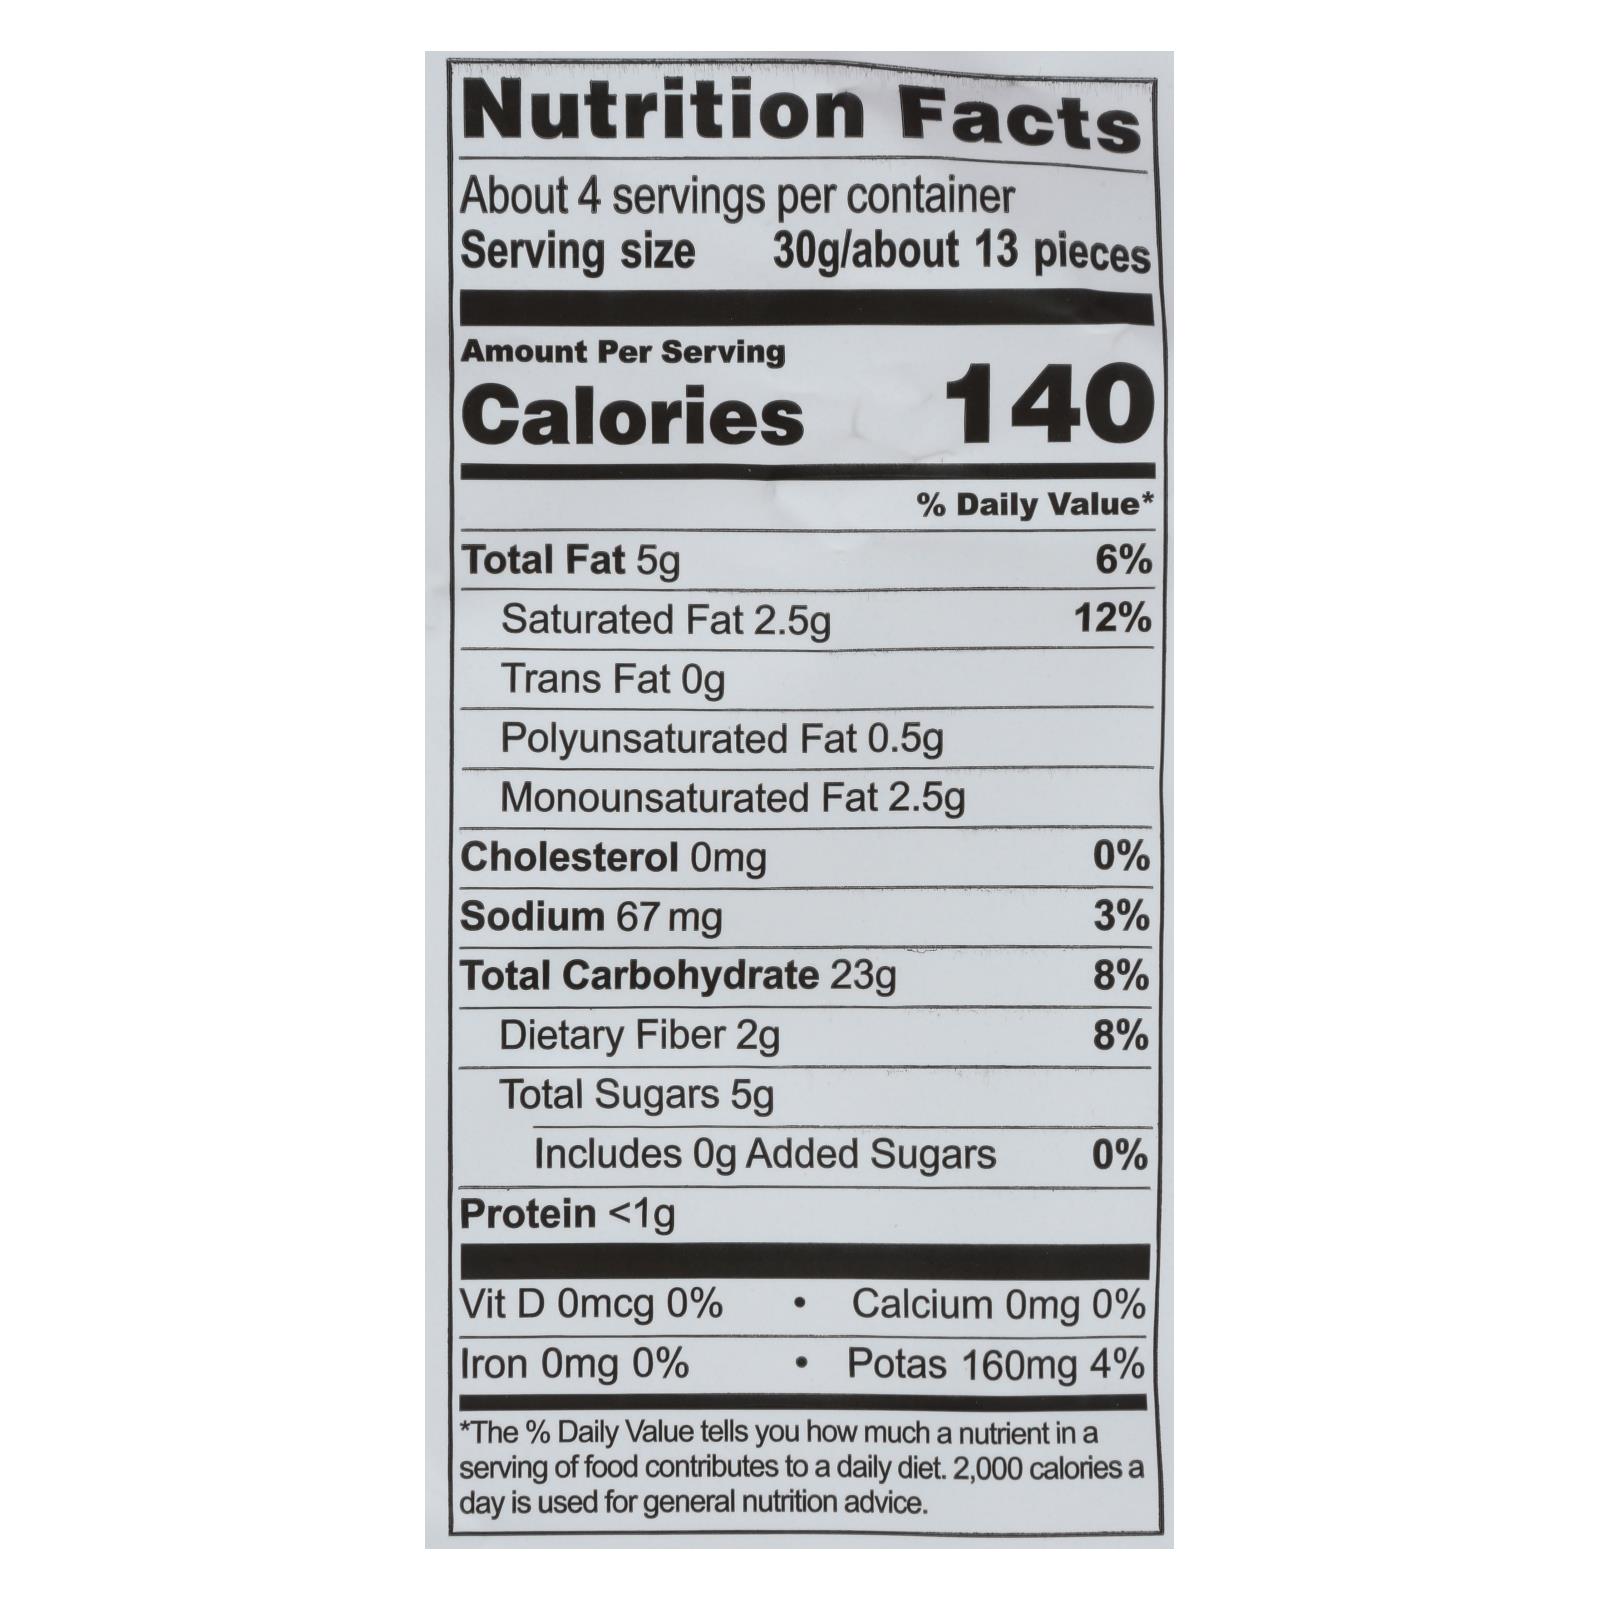 Nutrition Facts
About 4 servings per container
Serving size 30g/about 13 pieces
Amount Per Serving
Calories 140
% Daily Value*
Total Fat 5g 6%
Saturated Fat 2.5g 12%
Trans Fat 0g
Polyunsaturated Fat 0.5g
Monounsaturated Fat 2.5g
Cholesterol 0mg 0%
Sodium 67 mg 3%
Total Carbohydrate 23g 8%
Dietary Fiber 2g 8%
Total Sugars 5g
Includes 0g Added Sugars 0%
Protein <1g
Vit D 0mcg 0% • Calcium 0mg 0%
Iron 0mg 0% • Potas 160mg 4%
*The % Daily Value tells you how much a nutrient in a
serving of food contributes to a daily diet. 2,000 calories a
day is used for general nutrition advice.